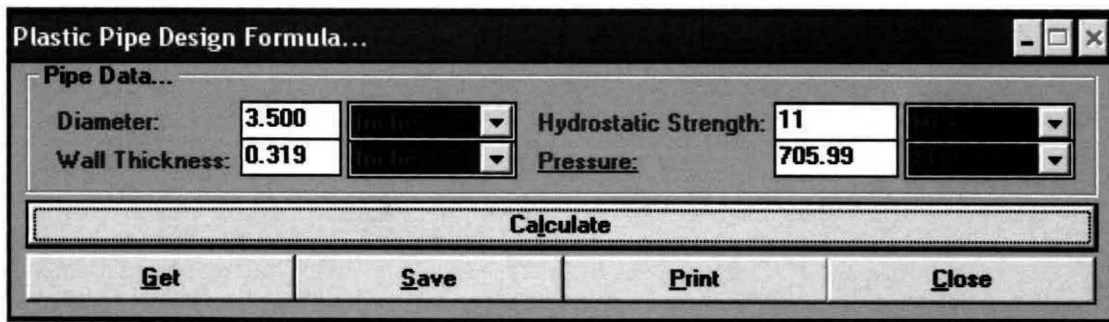 Plastic Pipe Design Formula...
Pipe Data...
Diameter: 3.500 Hydrostatic Strength: 11
Wall Thickness: 0.319 Pressure: 705.99
Calculate
Get Save Print Close